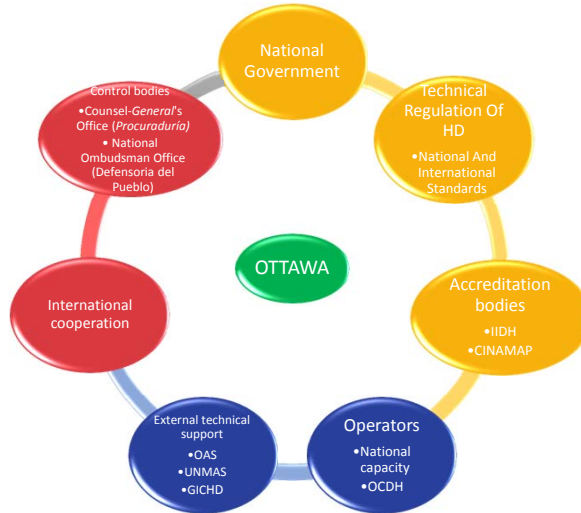 National
Government
Technical
Regulation Of
HD
•National And
International
Standards
Accreditation
bodies
•IIDH
•CINAMAP
Operators
•National
capacity
•OCDH
External technical
support
•OAS
•UNMAS
•GICHD
International
cooperation
Control bodies
•Counsel-General's
Office (Procuraduría)
• National
Ombudsman Office
(Defensoria del
Pueblo)
OTTAWA